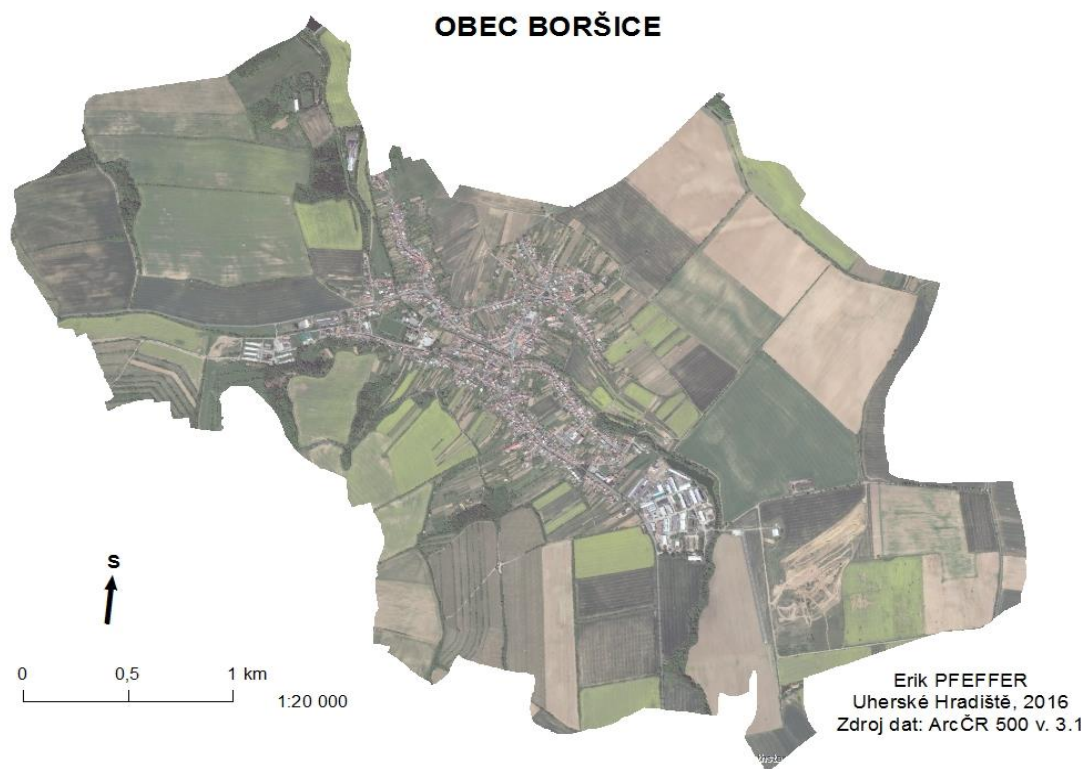 OBEC BORŠICE
S
0 0,5 1 km
1:20 000
Erik PFEFFER
Uherské Hradiště, 2016
Zdroj dat: ArcČR 500 v. 3.1